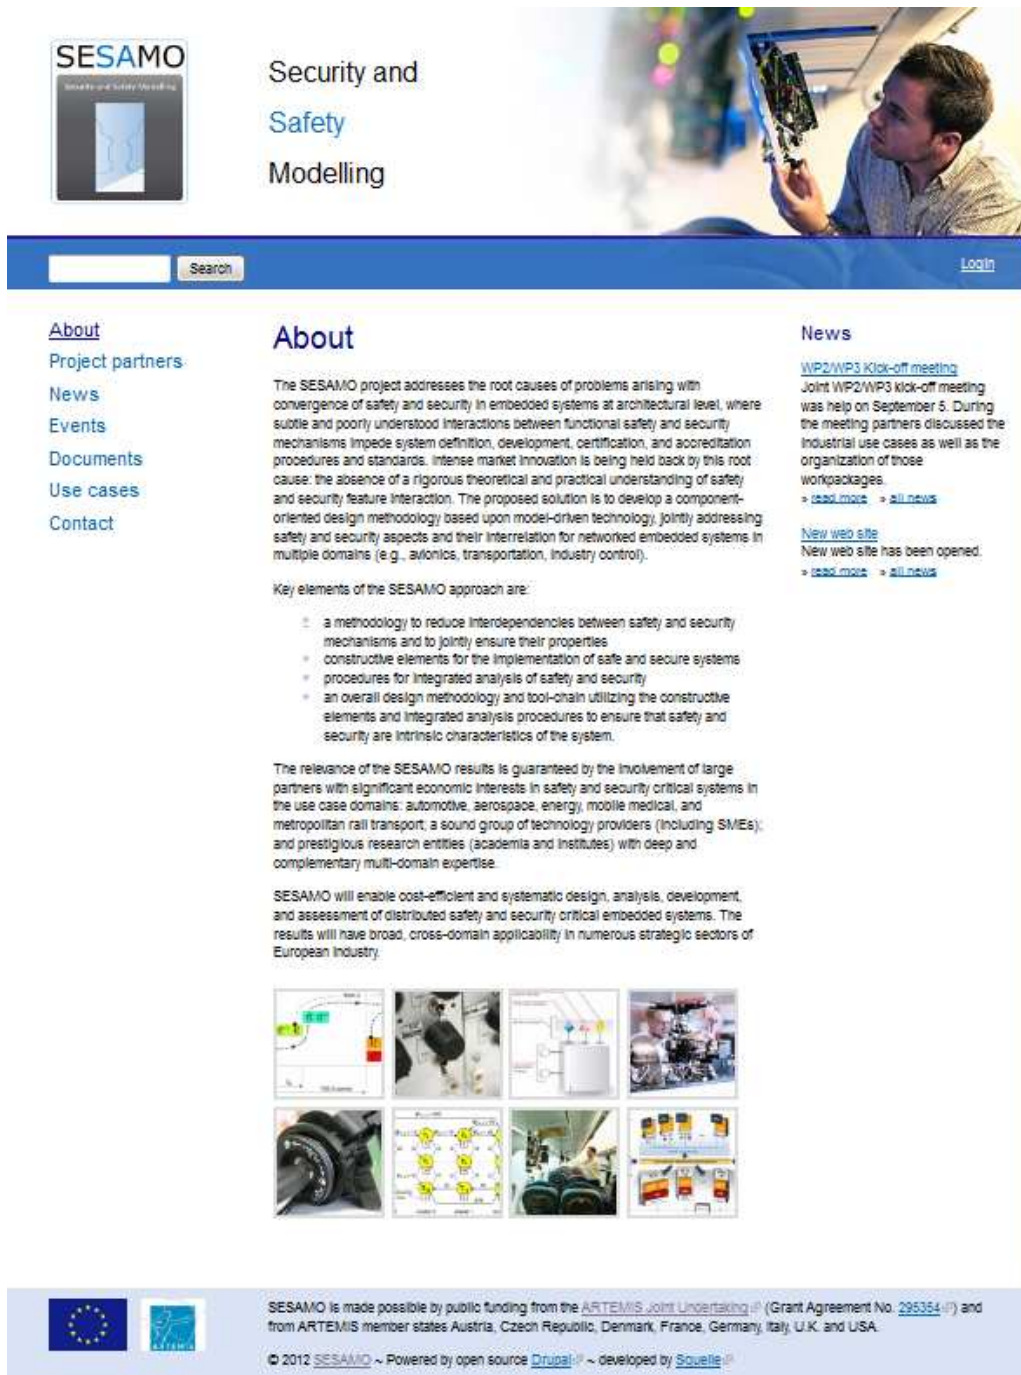 SESAMO
Security and Safety Modelling
Security and
Safety
Modelling
Search
Login
About
Project partners
News
Events
Documents
Use cases
Contact
About
The SESAMO project addresses the root causes of problems arising with
convergence of safety and security in embedded systems at architectural level, where
subtle and poorly understood interactions between functional safety and security
mechanisms impede system definition, development, certification, and accreditation
procedures and standards. Intense market innovation is being held back by this root
cause: the absence of a rigorous theoretical and practical understanding of safety
and security feature interaction. The proposed solution is to develop a component-
oriented design methodology based upon model-driven technology, jointly addressing
safety and security aspects and their interrelation for networked embedded systems in
multiple domains (e.g., avionics, transportation, industry control).
Key elements of the SESAMO approach are:
a methodology to reduce interdependencies between safety and security
mechanisms and to jointly ensure their properties
constructive elements for the implementation of safe and secure systems
procedures for integrated analysis of safety and security
an overall design methodology and tool-chain utilizing the constructive
elements and integrated analysis procedures to ensure that safety and
security are intrinsic characteristics of the system.
The relevance of the SESAMO results is guaranteed by the involvement of large
partners with significant economic interests in safety and security critical systems in
the use case domains: automotive, aerospace, energy, mobile medical, and
metropolitan rail transport; a sound group of technology providers (including SMEs);
and prestigious research entities (academia and institutes) with deep and
complementary multi-domain expertise.
SESAMO will enable cost-efficient and systematic design, analysis, development,
and assessment of distributed safety and security critical embedded systems. The
results will have broad, cross-domain applicability in numerous strategic sectors of
European industry.
News
WP2/WP3 Kick-off meeting
Joint WP2/WP3 kick-off meeting
was help on September 5. During
the meeting partners discussed the
industrial use cases as well as the
organization of those
workpackages.
» read more » all news
New web site
New web site has been opened.
» read more » all news
ARTEMIS
SESAMO is made possible by public funding from the ARTEMIS Joint Undertaking (Grant Agreement No. 295354) and
from ARTEMIS member states Austria, Czech Republic, Denmark, France, Germany, Italy, U.K. and USA.
© 2012 SESAMO ~ Powered by open source Drupal ~ developed by Squelle